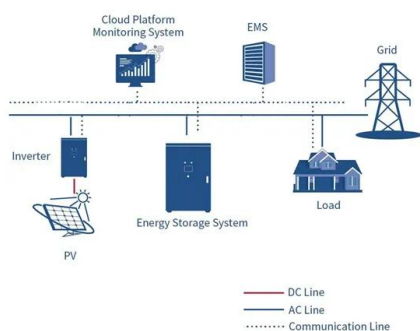 Cloud Platform
Monitoring System
EMS
Grid
Inverter
Energy Storage System
Load
PV
DC Line
AC Line
Communication Line